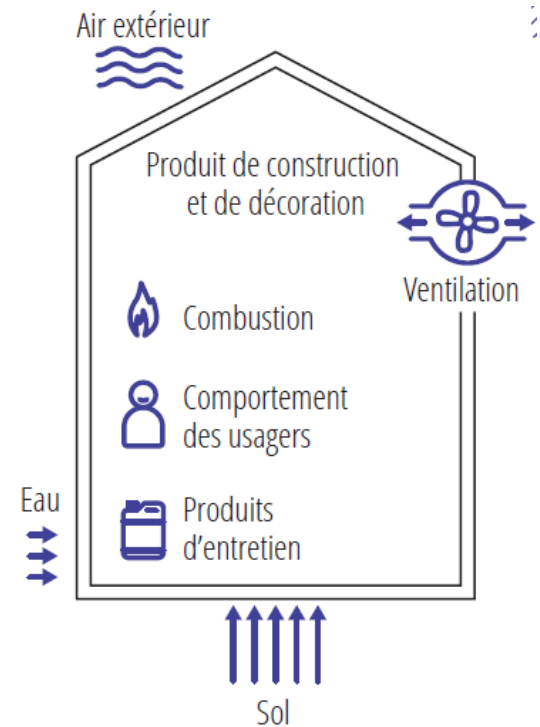 Air extérieur
Produit de construction
et de décoration
Ventilation
Combustion
Comportement
des usagers
Eau
Produits
d’entretien
Sol